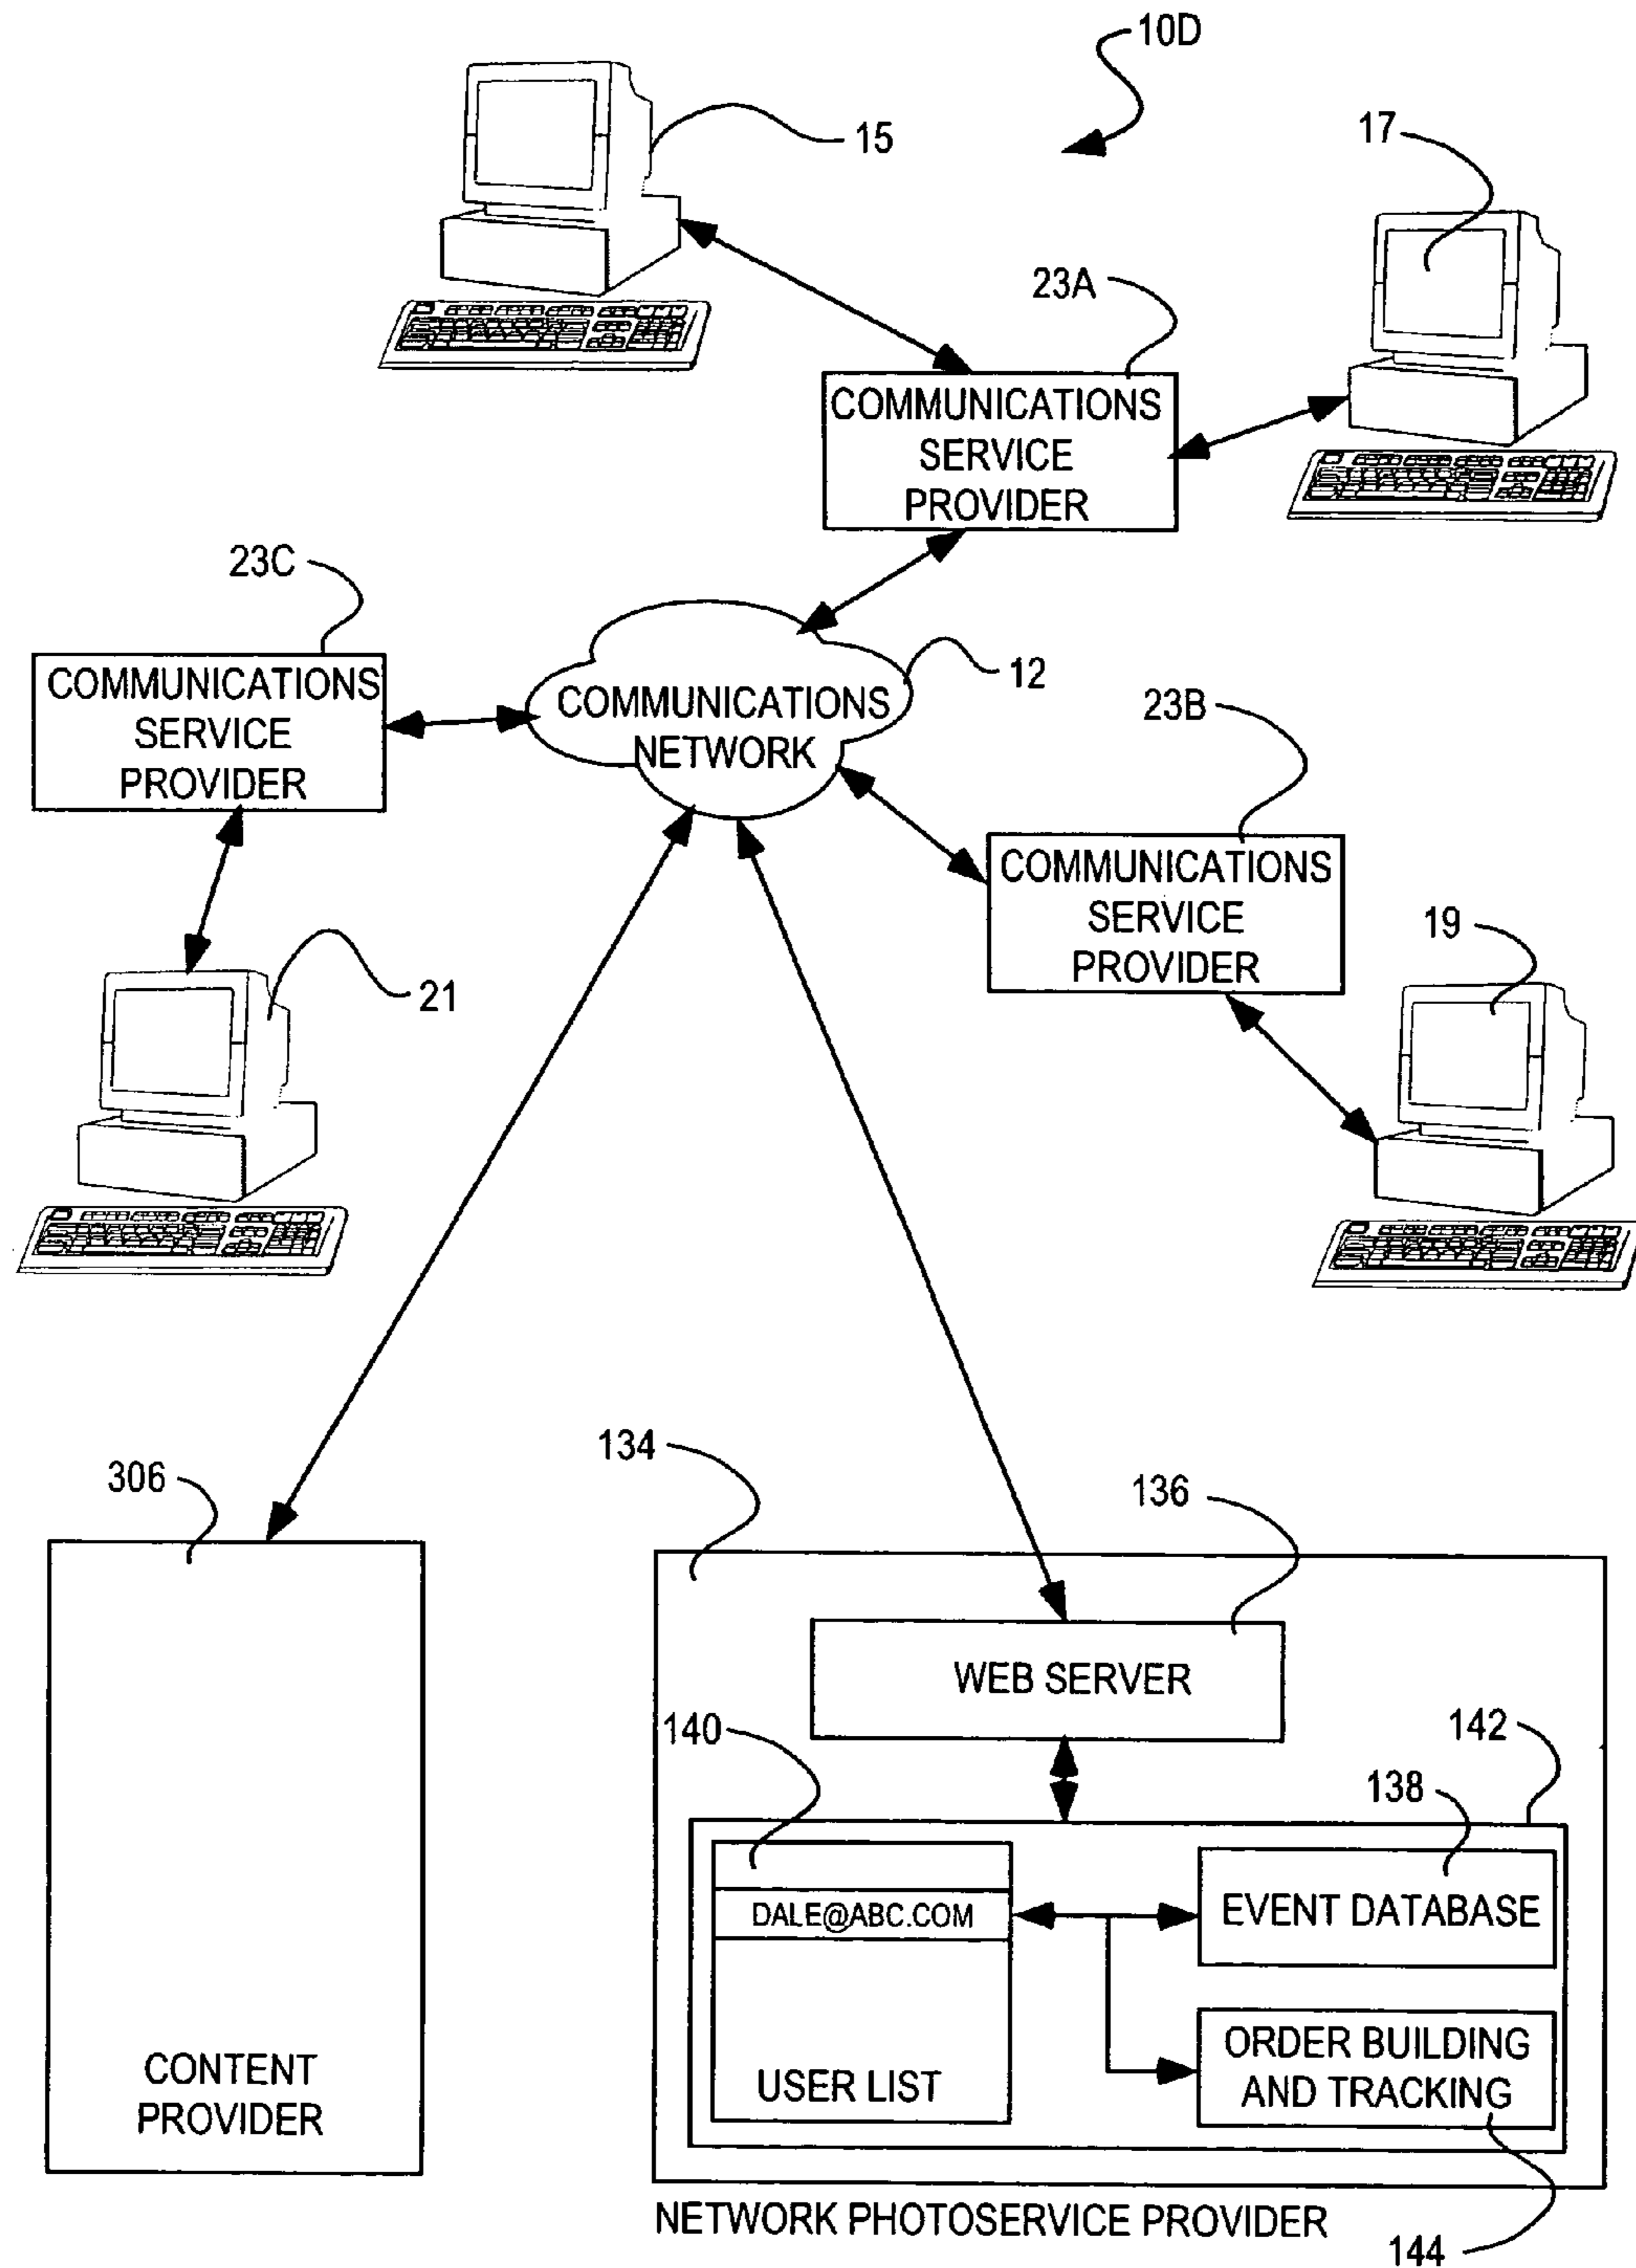 10D
15
17
23A
COMMUNICATIONS
SERVICE
PROVIDER
23C
COMMUNICATIONS
SERVICE
PROVIDER
12
COMMUNICATIONS
NETWORK
23B
COMMUNICATIONS
SERVICE
PROVIDER
19
21
306
134
136
WEB SERVER
140
142
138
DALE@ABC.COM
EVENT DATABASE
USER LIST
ORDER BUILDING
AND TRACKING
CONTENT
PROVIDER
NETWORK PHOTOSERVICE PROVIDER
144